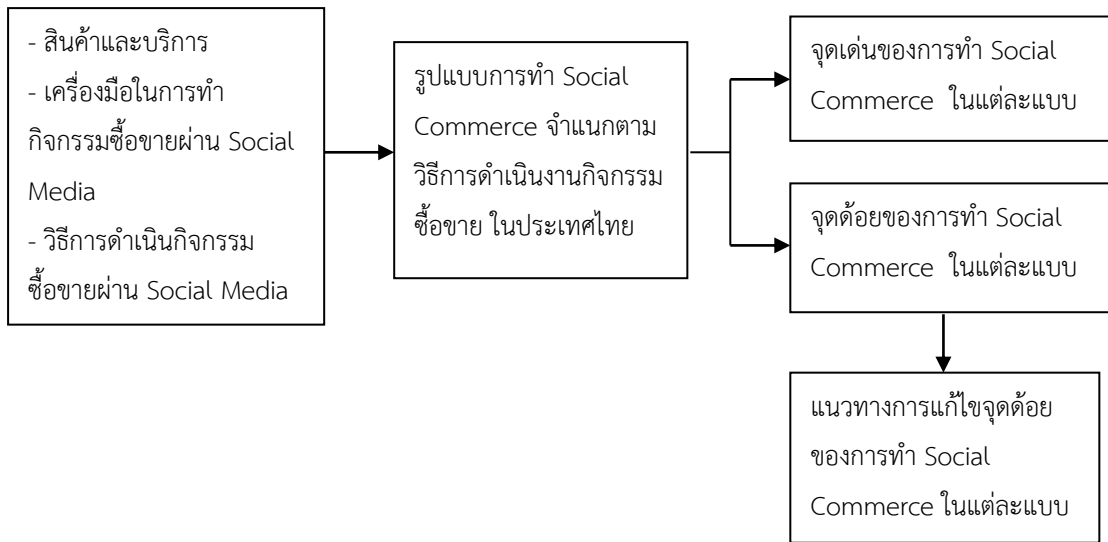 - สินค้าและบริการ
- เครื่องมือในการทำ
กิจกรรมซื้อขายผ่าน Social
Media
- วิธีการดำเนินกิจกรรม
ซื้อขายผ่าน Social Media
รูปแบบการทำ Social
Commerce จำแนกตาม
วิธีการดำเนินงานกิจกรรม
ซื้อขาย ในประเทศไทย
จุดเด่นของการทำ Social
Commerce ในแต่ละแบบ
จุดด้อยของการทำ Social
Commerce ในแต่ละแบบ
แนวทางการแก้ไขจุดด้อย
ของการทำ Social
Commerce ในแต่ละแบบ